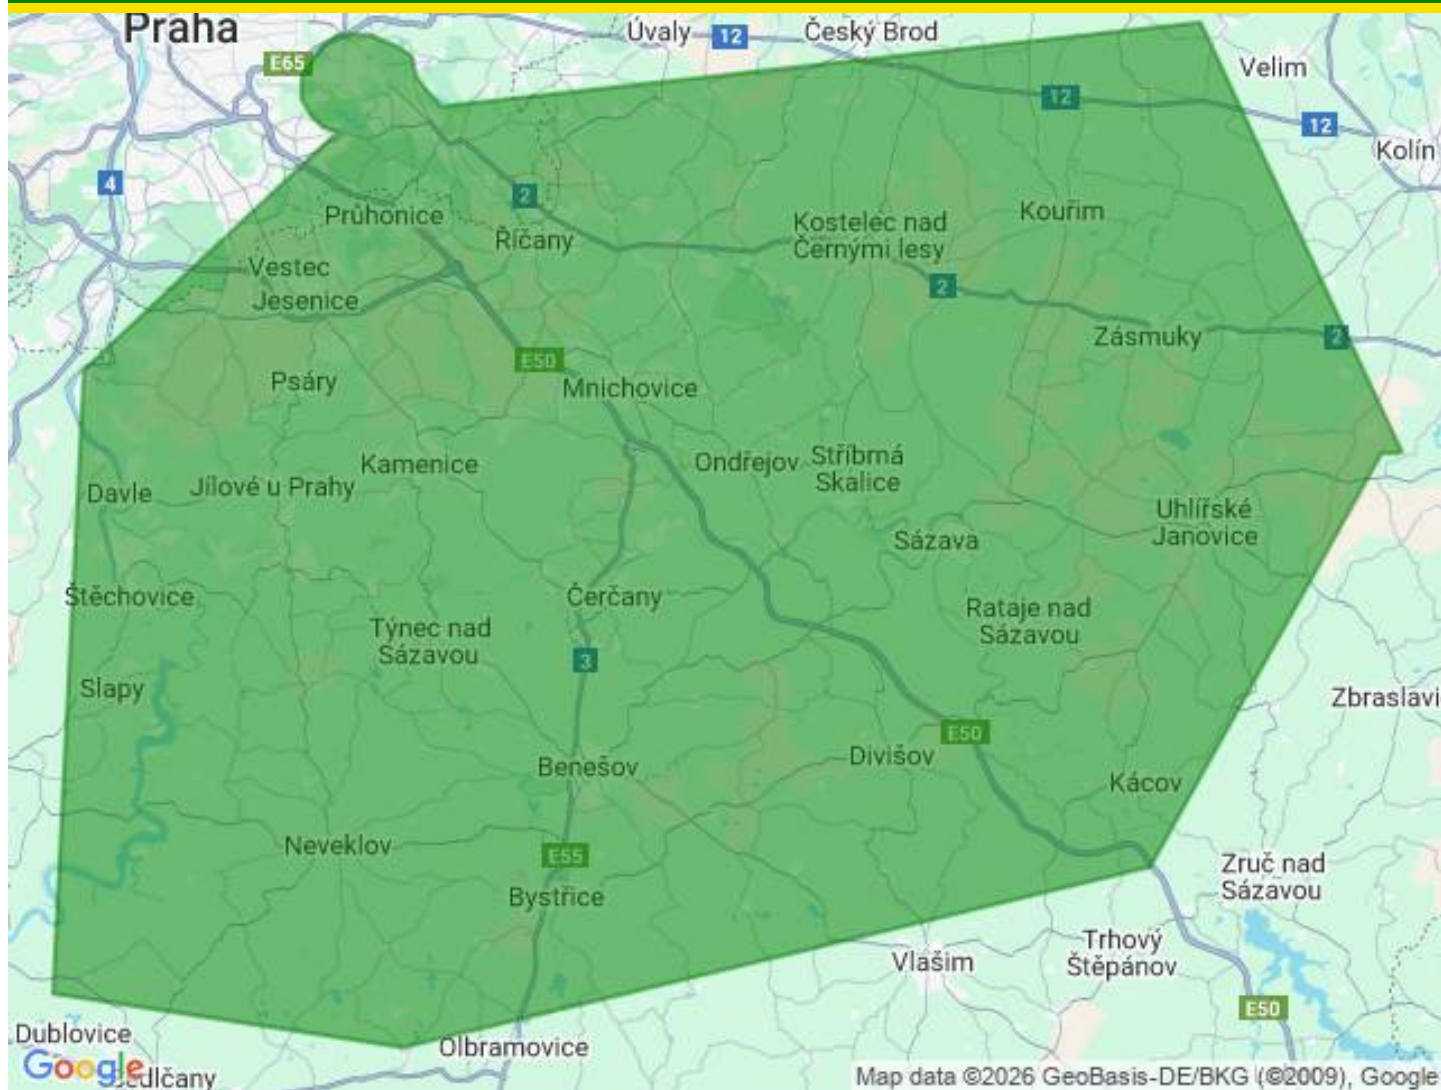 Praha
Úvaly
12
Český Brod
E65
Velim
12
12
Kolín
4
2
Průhonice
Říčany
Kostelec nad
Černými lesy
Kouřim
Vestec
Jesenice
2
Zásmuky
2
E50
Psáry
Mnichovice
Kamenice
Ondřejov
Stříbrná
Skalice
Davle
Jílové u Prahy
Uhlířské
Janovice
Sázava
Štěchovice
Čerčany
Týnec nad
Sázavou
Rataje nad
Sázavou
3
Slapy
Zbraslavi
E50
Benešov
Divišov
Kácov
Neveklov
E55
Zruč nad
Sázavou
Bystřice
Vlašim
Trhový
Štěpánov
E50
Dublovice
Olbramovice
Google
Map data ©2026 GeoBasis-DE/BKG (©2009), Google